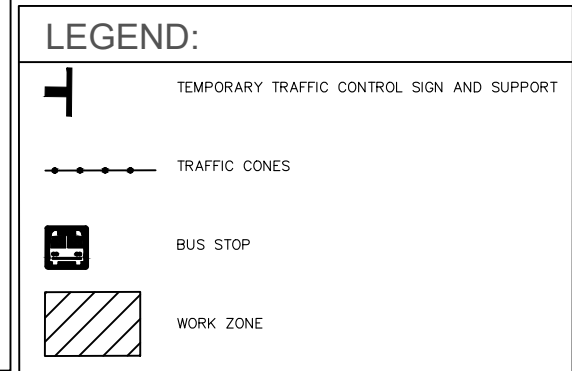 LEGEND:
TEMPORARY TRAFFIC CONTROL SIGN AND SUPPORT
TRAFFIC CONES
BUS STOP
WORK ZONE